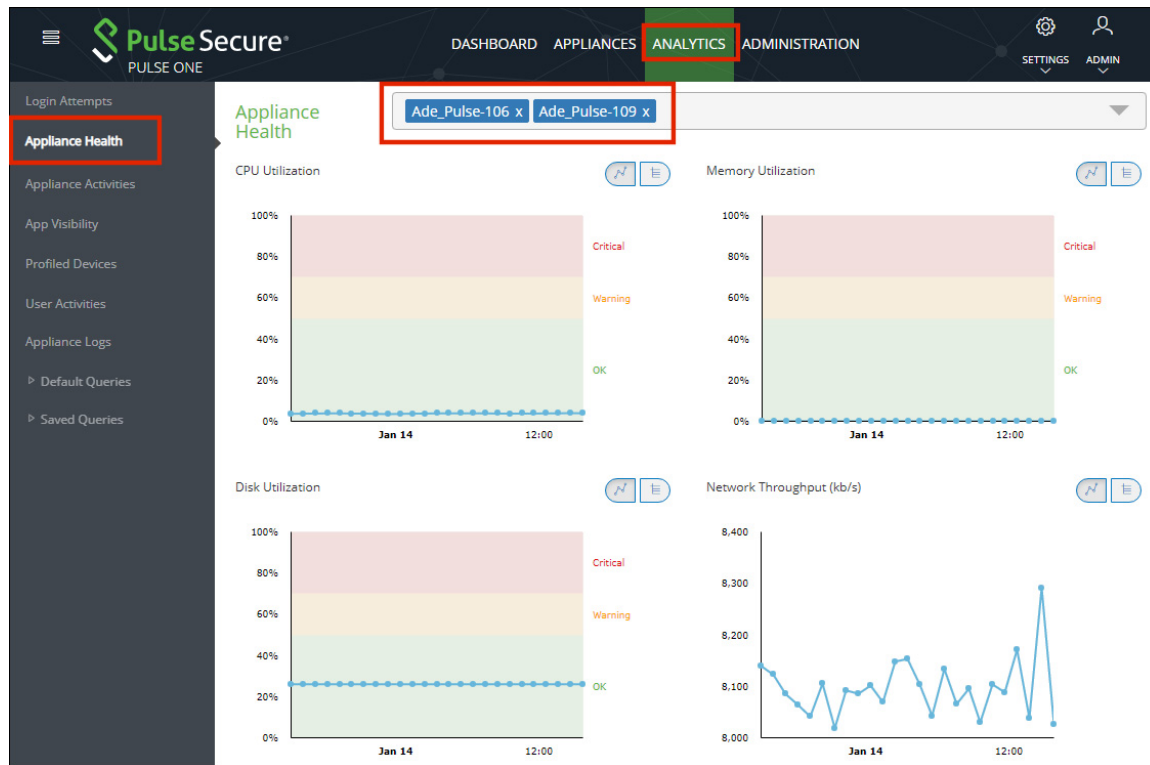 Pulse Secure®
PULSE ONE
DASHBOARD APPLIANCES ANALYTICS ADMINISTRATION
SETTINGS ADMIN
Login Attempts
Appliance Health
Appliance Activities
App Visibility
Profiled Devices
User Activities
Appliance Logs
Default Queries
Saved Queries
Appliance
Health
Ade_Pulse-106 x Ade_Pulse-109 x
CPU Utilization
100%
80%
60%
40%
20%
0%
Critical
Warning
OK
Jan 14 12:00
Memory Utilization
100%
80%
60%
40%
20%
0%
Critical
Warning
OK
Jan 14 12:00
Disk Utilization
100%
80%
60%
40%
20%
0%
Critical
Warning
OK
Jan 14 12:00
Network Throughput (kb/s)
8,400
8,300
8,200
8,100
8,000
Jan 14 12:00